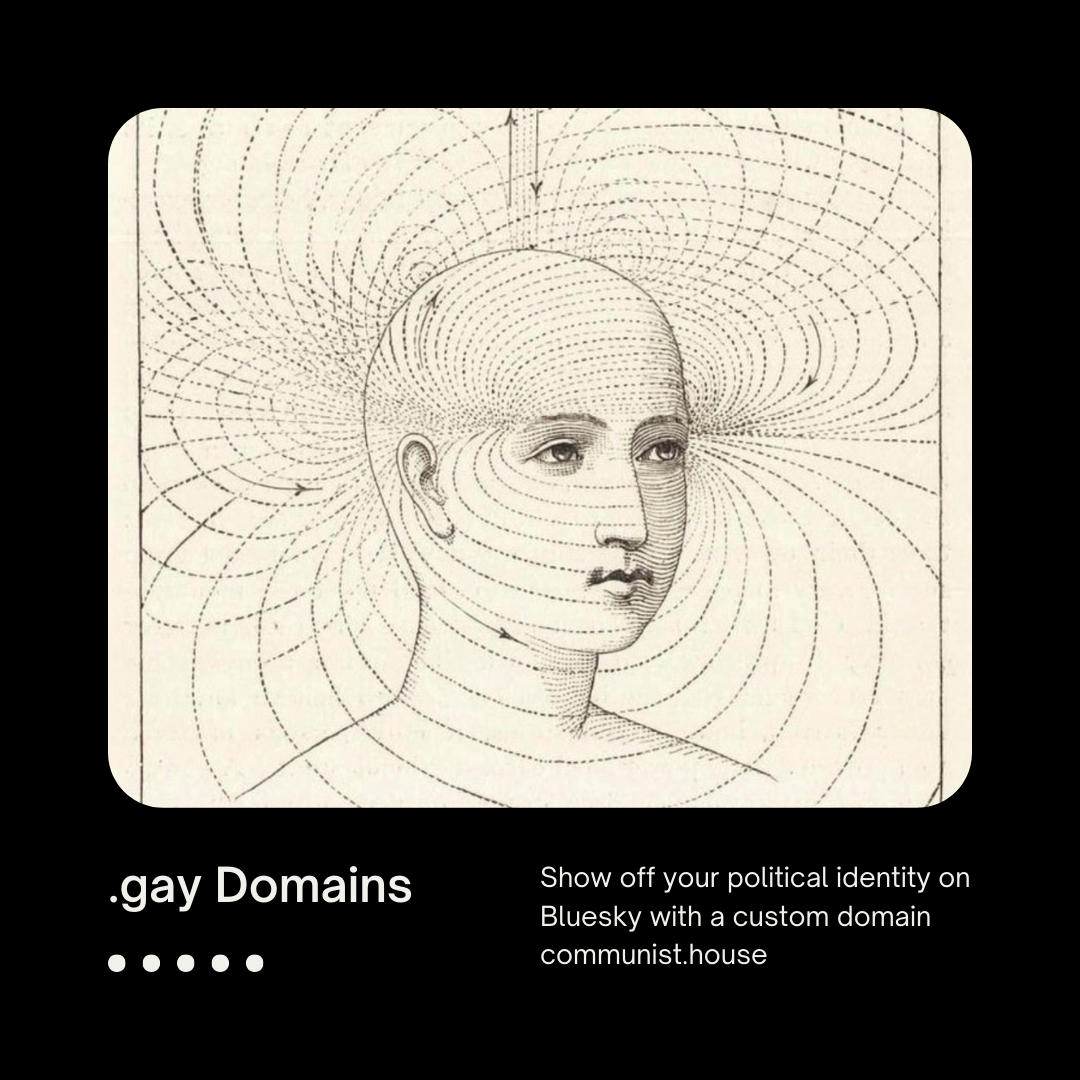 .gay Domains
Show off your political identity on
Bluesky with a custom domain
communist.house